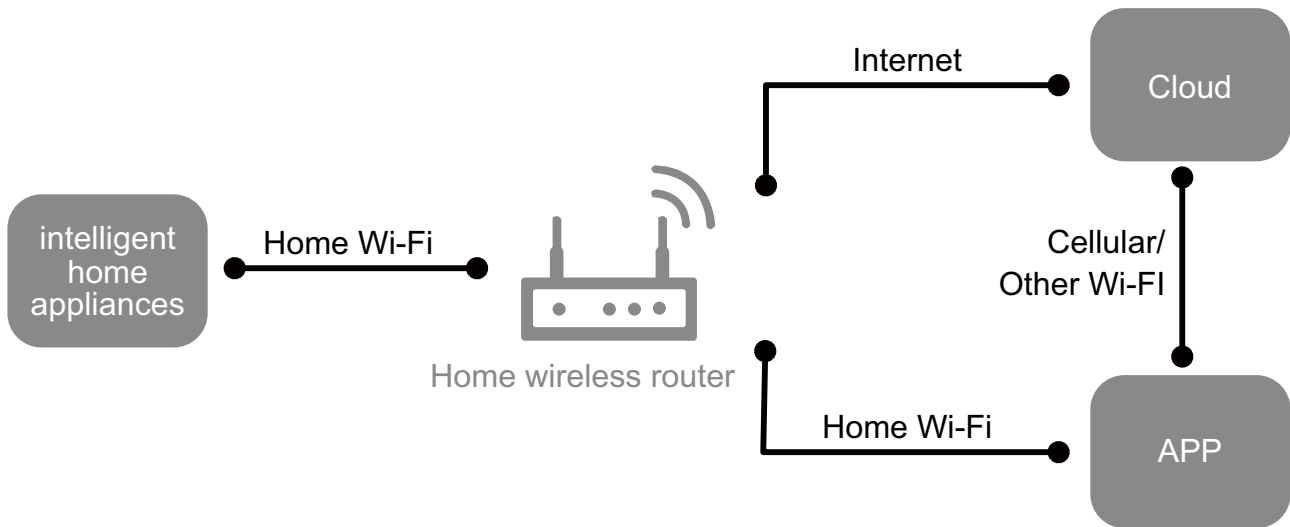 Internet
Cloud
intelligent
home
appliances
Home Wi-Fi
Cellular/
Other Wi-FI
Home wireless router
Home Wi-Fi
APP